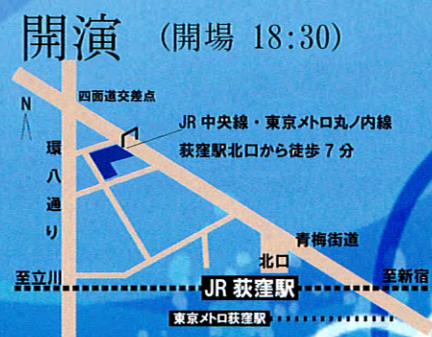 開演 (開場 18:30)
N
四面道交差点
JR中央線・東京メトロ丸ノ内線
荻窪駅北口から徒歩7分
環八通り
青梅街道
北口
至立川
JR 荻窪駅
至新宿
東京メトロ荻窪駅